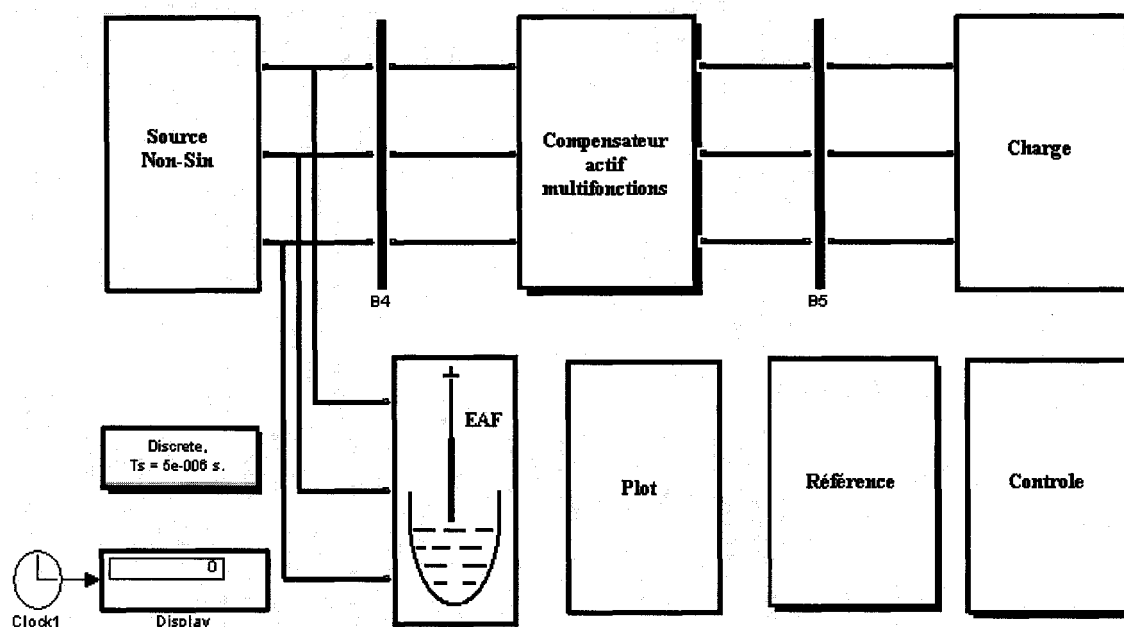 Source
Non-Sin
Compensateur
actif
multifonctions
Charge
B4
B5
EAF
Discrete,
Ts = 5e-006 s.
Plot
Référence
Controle
0
Clock1
Display